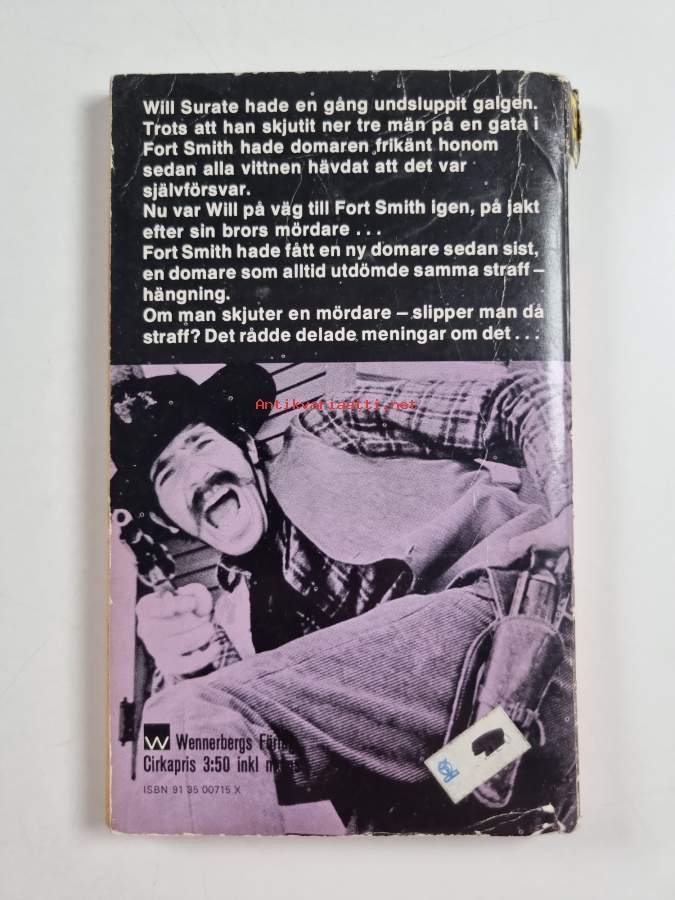 Will Surate hade en gång undsluppit galgen.
Trots att han skjutit ner tre män på en gata i
Fort Smith hade domaren frikänt honom
sedan alla vittnen hävdat att det var
självförsvar.
Nu var Will på väg till Fort Smith igen, på jakt
efter sin brors mördare . . .
Fort Smith hade fått en ny domare sedan sist,
en domare som alltid utdömde samma straff –
hängning.
Om man skjuter en mördare – slipper man då
straff? Det rådde delade meningar om det . . .
Antikvariaatti.net
W Wennerbergs
Cirkapris 3:50 inkl
ISBN 91 35 00715 X